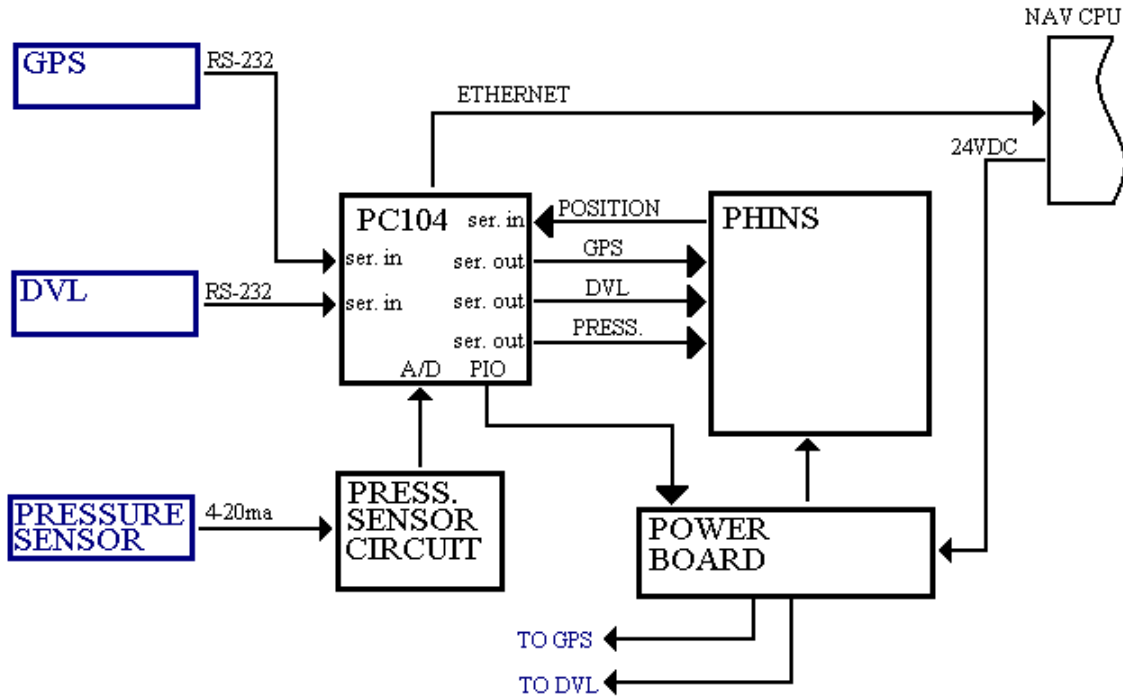 NAV CPU
GPS
RS-232
ETHERNET
24VDC
PC104
ser. in
POSITION
PHINS
ser. in
ser. out
GPS
DVL
RS-232
ser. in
ser. out
DVL
ser. out
PRESS.
A/D
PIO
PRESSURE
SENSOR
4-20ma
PRESS.
SENSOR
CIRCUIT
POWER
BOARD
TO GPS
TO DVL